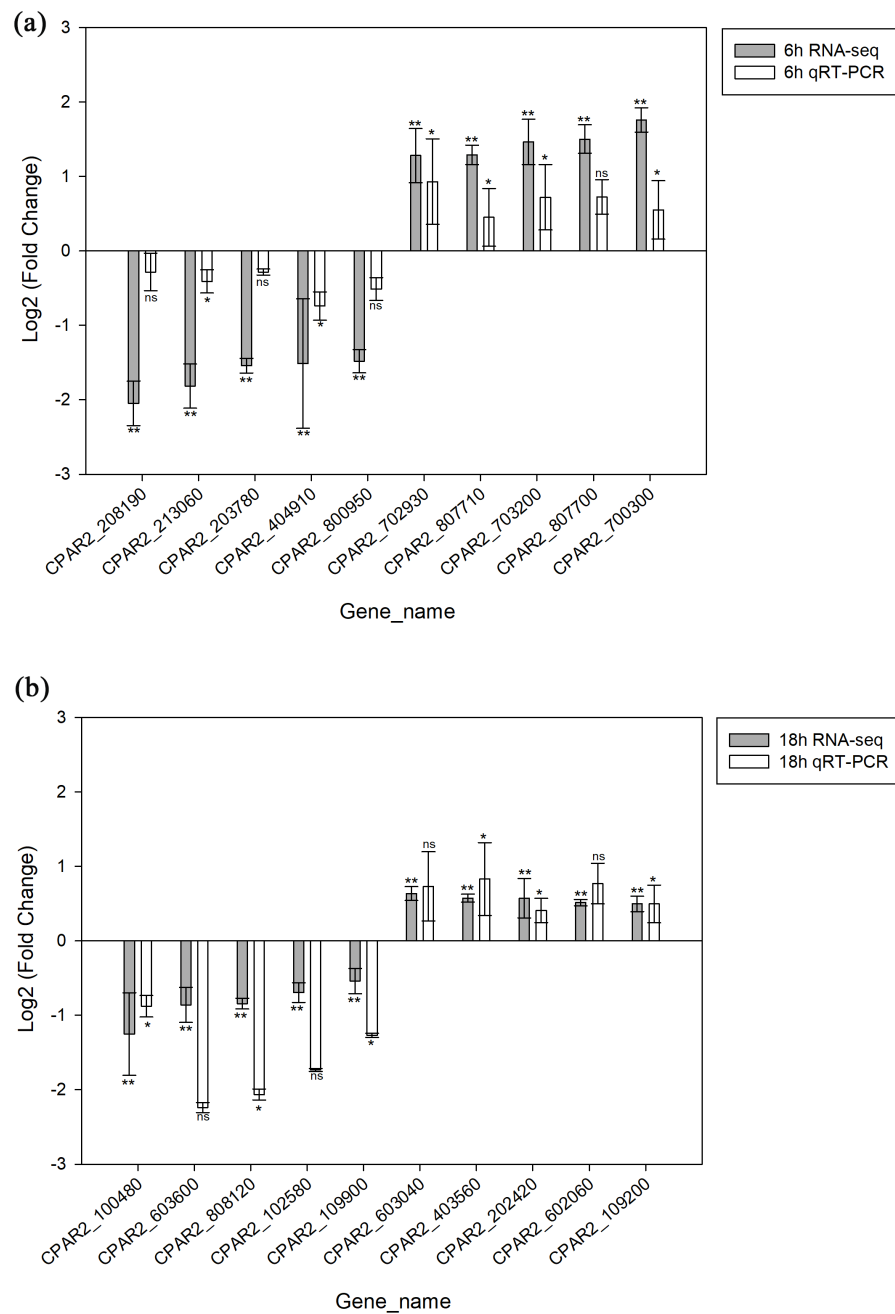 (a)
3
2
1
0
-1
-2
-3
Log2 (Fold Change)
6h RNA-seq
6h qRT-PCR
** * ** * ** * ** ns ** *
** ns ** * ** ns ** * ** ns
CPAR2_208190
CPAR2_213060
CPAR2_203780
CPAR2_404910
CPAR2_800950
CPAR2_702930
CPAR2_807710
CPAR2_703200
CPAR2_807700
CPAR2_700300
Gene_name
(b)
3
2
1
0
-1
-2
-3
Log2 (Fold Change)
18h RNA-seq
18h qRT-PCR
** ns ** * ** * ** ns ** *
** * ** ns ** * ** ns ** *
CPAR2_100480
CPAR2_603600
CPAR2_808120
CPAR2_102580
CPAR2_109900
CPAR2_603040
CPAR2_403560
CPAR2_202420
CPAR2_602060
CPAR2_109200
Gene_name